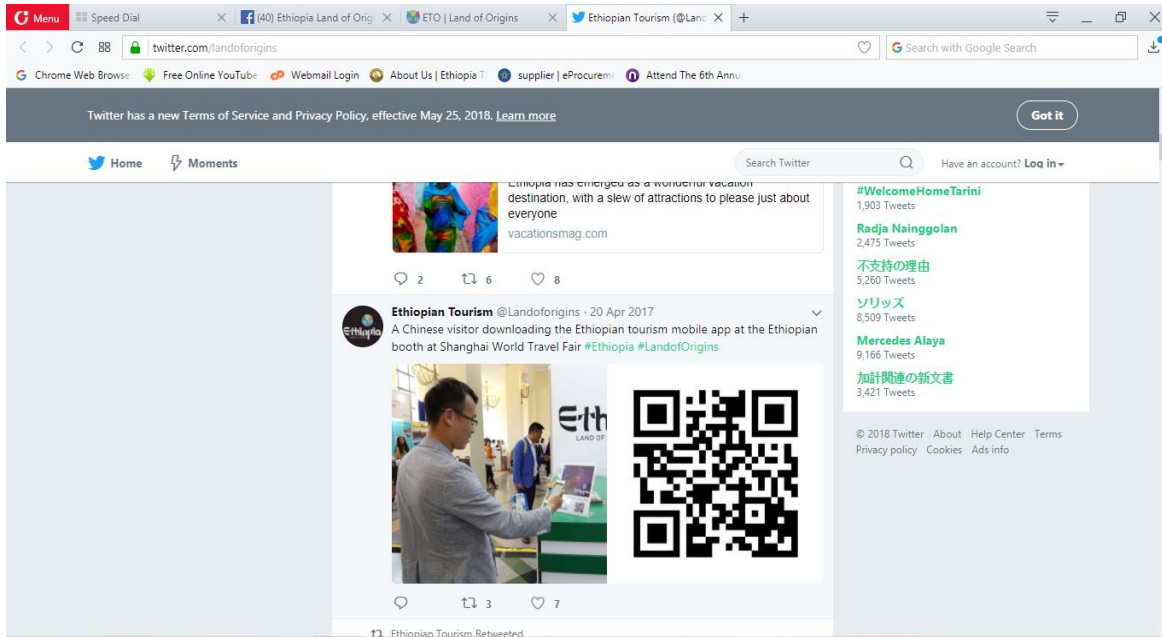 Menu
Speed Dial
(40) Ethiopia Land of Orig
ETO | Land of Origins
Ethiopian Tourism (@Land
twitter.com/landoforigins
Search with Google Search
Chrome Web Browse
Free Online YouTube
Webmail Login
About Us | Ethiopia T
supplier | eProcurem
Attend The 6th Annu
Twitter has a new Terms of Service and Privacy Policy, effective May 25, 2018. Learn more
Got it
Home
Moments
Search Twitter
Have an account? Log in
Ethiopia has emerged as a wonderful vacation
destination, with a slew of attractions to please just about
everyone
vacationsmag.com
2 6 8
Ethiopian Tourism @Landoforigins · 20 Apr 2017
A Chinese visitor downloading the Ethiopian tourism mobile app at the Ethiopian
booth at Shanghai World Travel Fair #Ethiopia #LandofOrigins
Ethiopia
Eth
LAND OF
3 7
Ethiopian Tourism Retweeted
#WelcomeHomeTarini
1,903 Tweets
Radja Nainggolan
2,475 Tweets
不支持の理由
5,260 Tweets
ソリッズ
8,509 Tweets
Mercedes Alaya
9,166 Tweets
加計関連の新文書
3,421 Tweets
© 2018 Twitter About Help Center Terms
Privacy policy Cookies Ads info